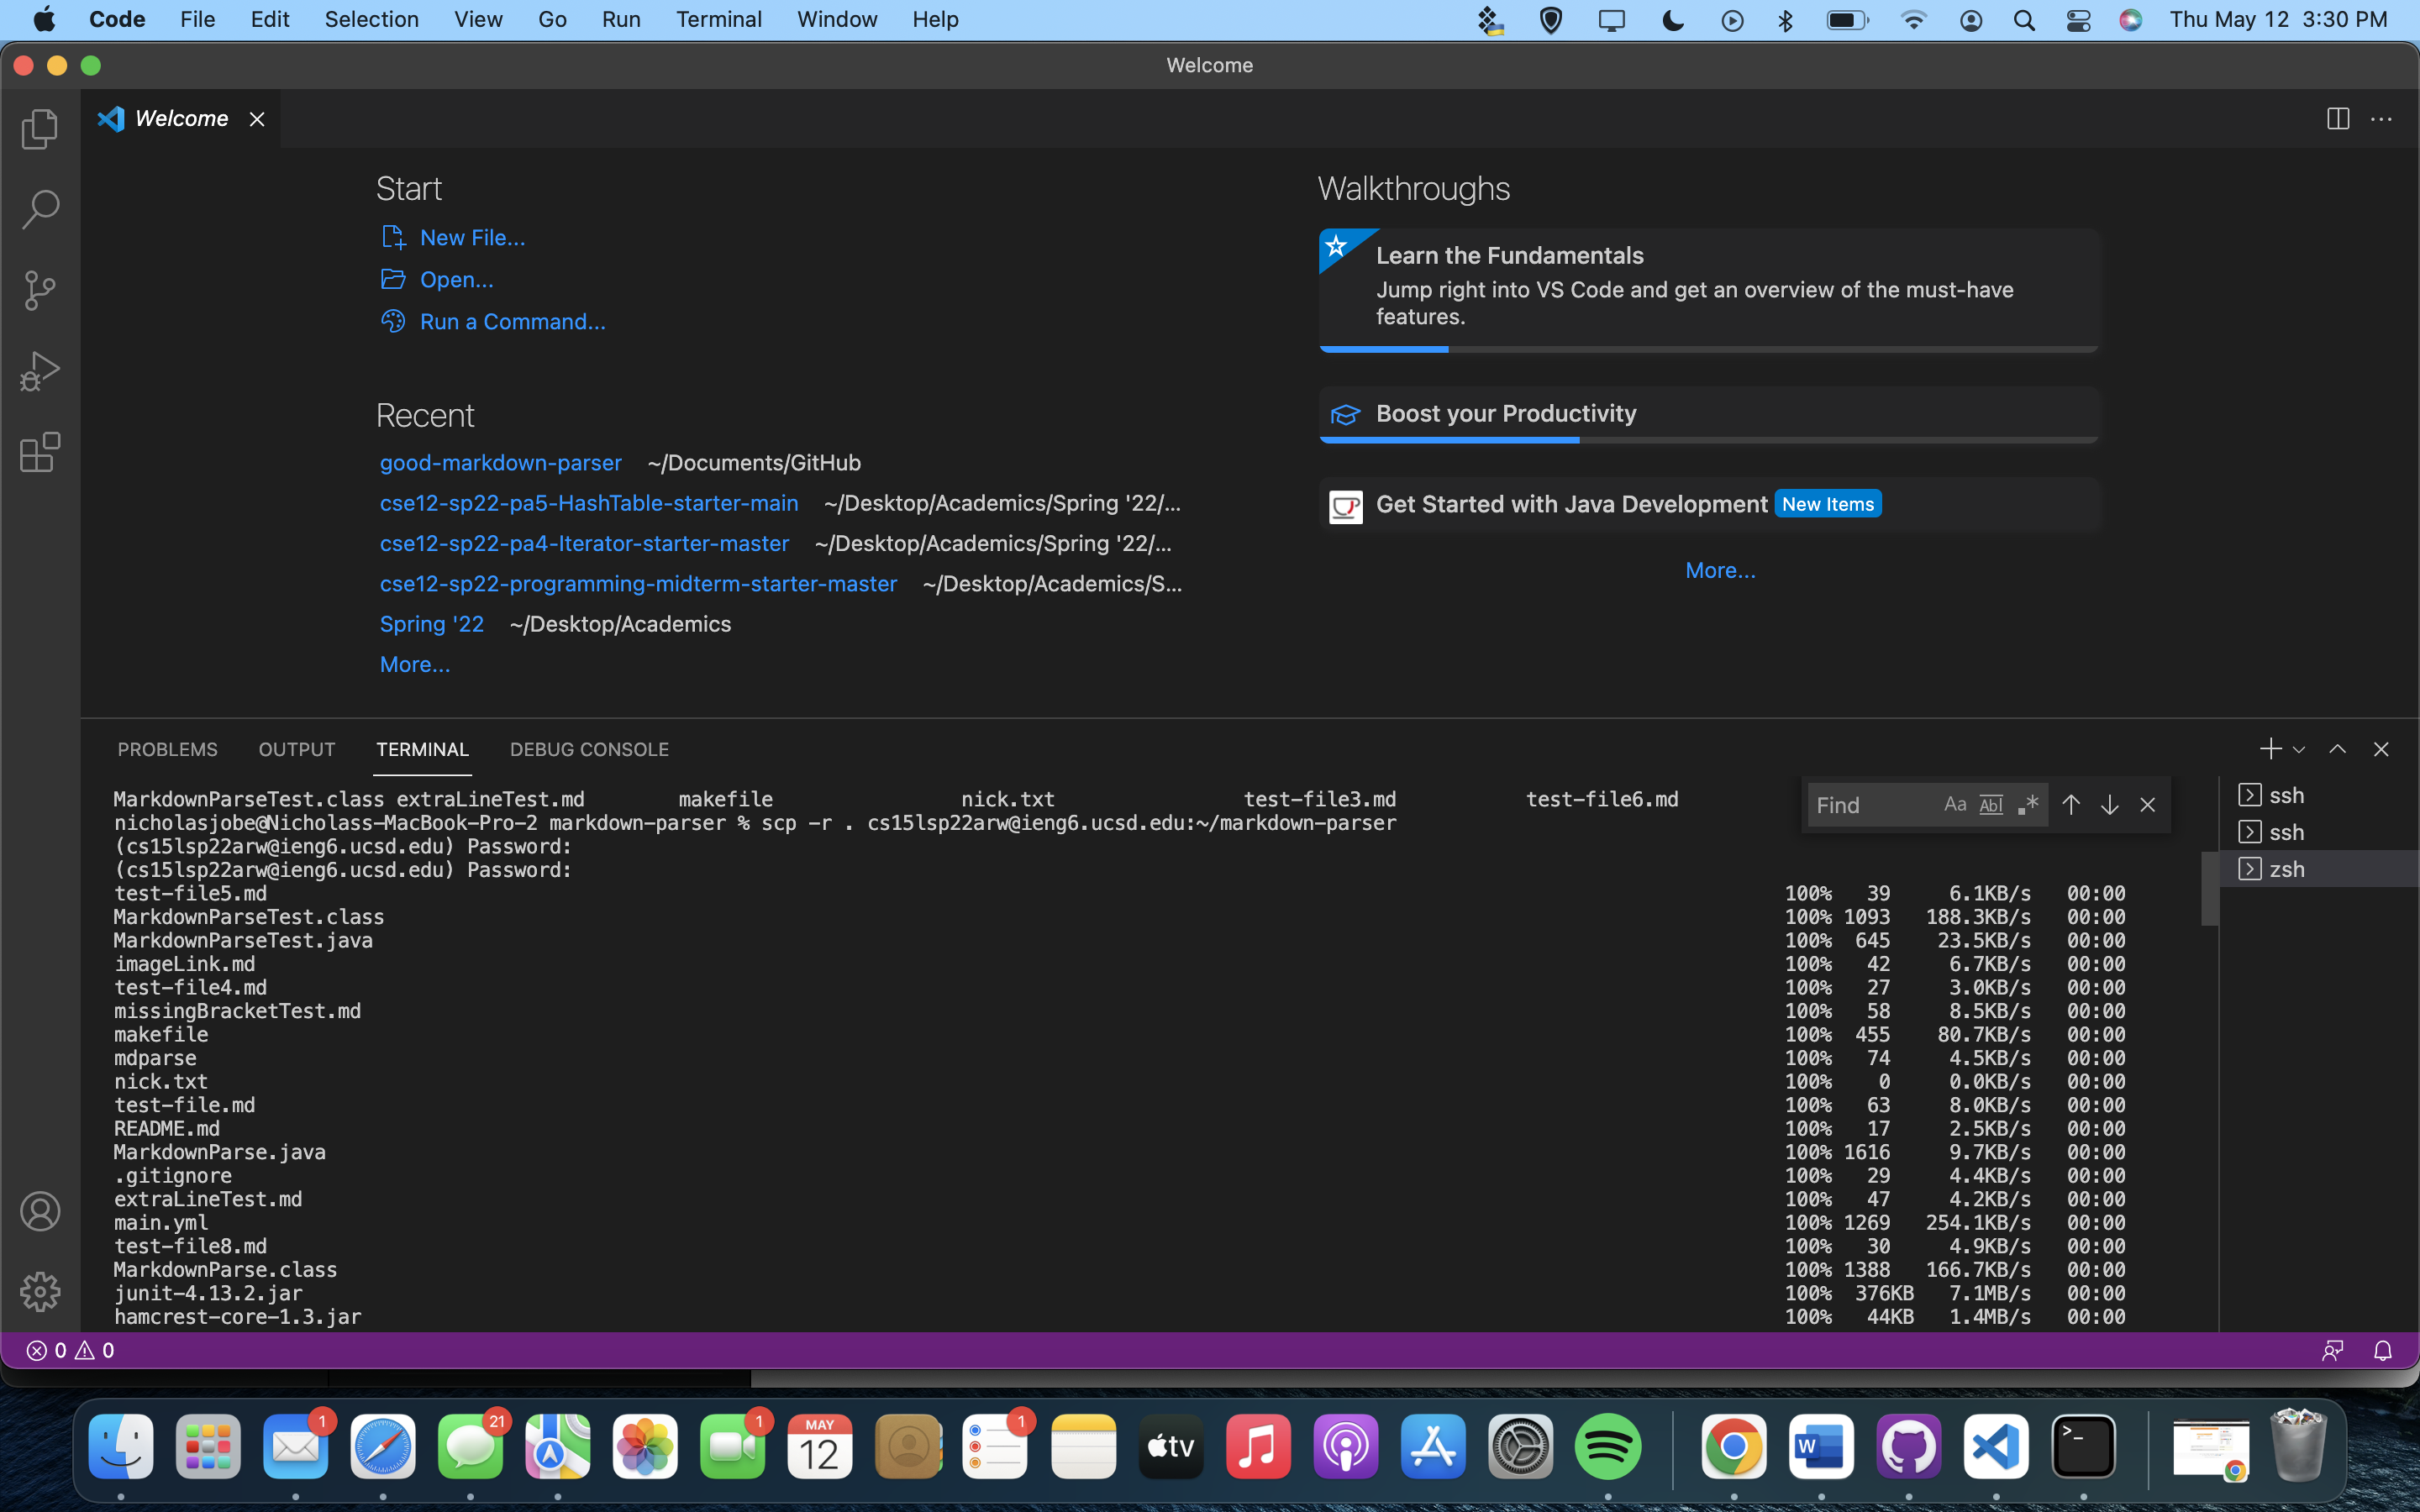 Code File Edit Selection View Go Run Terminal Window Help Thu May 12 3:30 PM
Welcome
Welcome
Start
New File...
Open...
Run a Command...
Recent
good-markdown-parser ~/Documents/GitHub
cse12-sp22-pa5-HashTable-starter-main ~/Desktop/Academics/Spring '22/...
cse12-sp22-pa4-Iterator-starter-master ~/Desktop/Academics/Spring '22/...
cse12-sp22-programming-midterm-starter-master ~/Desktop/Academics/S...
Spring '22 ~/Desktop/Academics
More...
Walkthroughs
Learn the Fundamentals
Jump right into VS Code and get an overview of the must-have
features.
Boost your Productivity
Get Started with Java Development New Items
More...
PROBLEMS OUTPUT TERMINAL DEBUG CONSOLE
Find Aa Abl .*
ssh
ssh
zsh
MarkdownParseTest.class extraLineTest.md makefile nick.txt test-file3.md test-file6.md
nicholasjobe@Nicholass-MacBook-Pro-2 markdown-parser % scp -r . cs15lsp22arw@ieng6.ucsd.edu:~/markdown-parser
(cs15lsp22arw@ieng6.ucsd.edu) Password:
(cs15lsp22arw@ieng6.ucsd.edu) Password:
test-file5.md 100% 39 6.1KB/s 00:00
MarkdownParseTest.class 100% 1093 188.3KB/s 00:00
MarkdownParseTest.java 100% 645 23.5KB/s 00:00
imageLink.md 100% 42 6.7KB/s 00:00
test-file4.md 100% 27 3.0KB/s 00:00
missingBracketTest.md 100% 58 8.5KB/s 00:00
makefile 100% 455 80.7KB/s 00:00
mdparse 100% 74 4.5KB/s 00:00
nick.txt 100% 0 0.0KB/s 00:00
test-file.md 100% 63 8.0KB/s 00:00
README.md 100% 17 2.5KB/s 00:00
MarkdownParse.java 100% 1616 9.7KB/s 00:00
.gitignore 100% 29 4.4KB/s 00:00
extraLineTest.md 100% 47 4.2KB/s 00:00
main.yml 100% 1269 254.1KB/s 00:00
test-file8.md 100% 30 4.9KB/s 00:00
MarkdownParse.class 100% 1388 166.7KB/s 00:00
junit-4.13.2.jar 100% 376KB 7.1MB/s 00:00
hamcrest-core-1.3.jar 100% 44KB 1.4MB/s 00:00
0 0
1 21 1 MAY 12 1 tv W >_